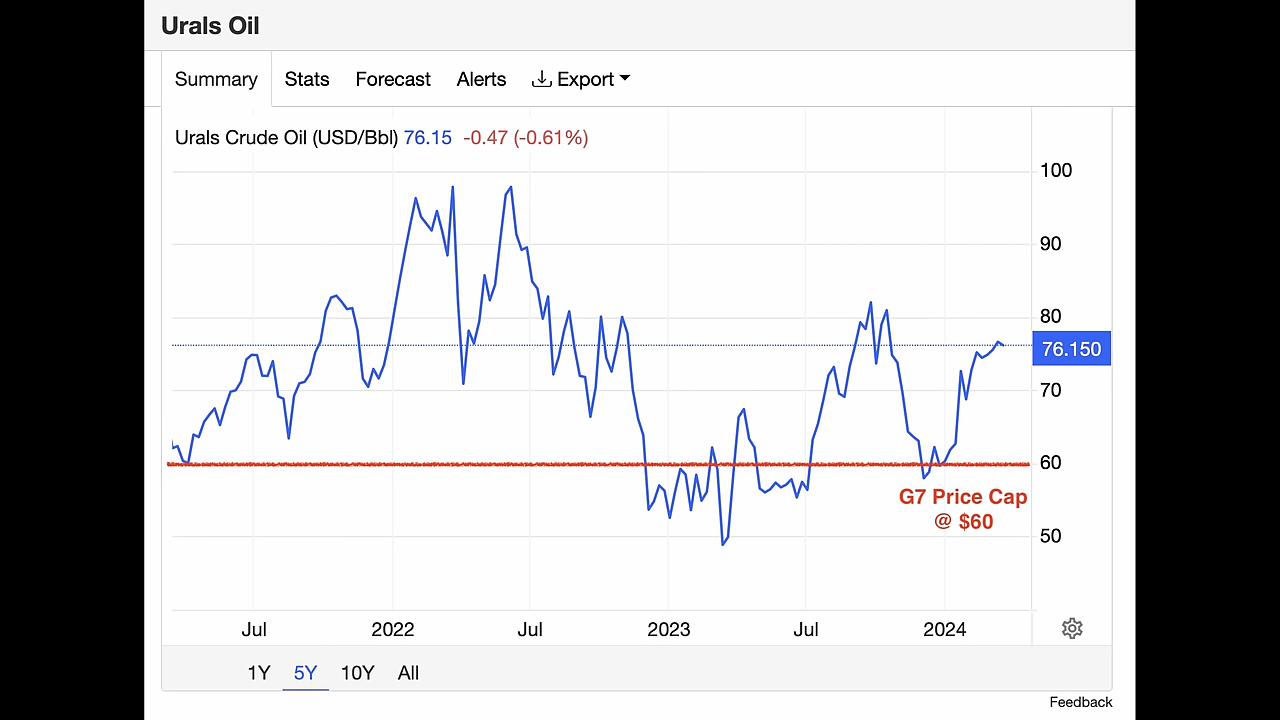 Urals Oil
Summary Stats Forecast Alerts Export
Urals Crude Oil (USD/Bbl) 76.15 -0.47 (-0.61%)
100
90
80
76.150
70
60
G7 Price Cap
@ $60
50
Jul 2022 Jul 2023 Jul 2024
1Y 5Y 10Y All
Feedback